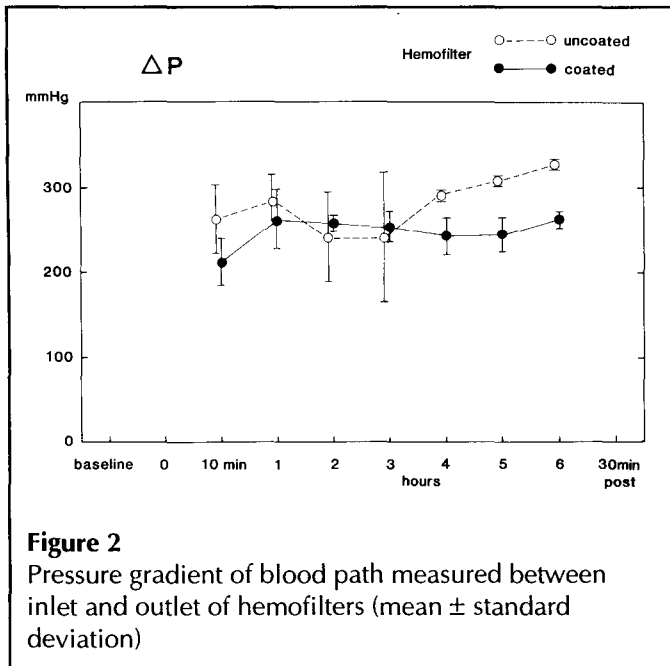 △P
Hemofilter
uncoated
coated
mmHg
300
200
100
0
baseline 0 10 min 1 2 3 4 5 6 30min
hours post
Figure 2
Pressure gradient of blood path measured between
inlet and outlet of hemofilters (mean ± standard
deviation)